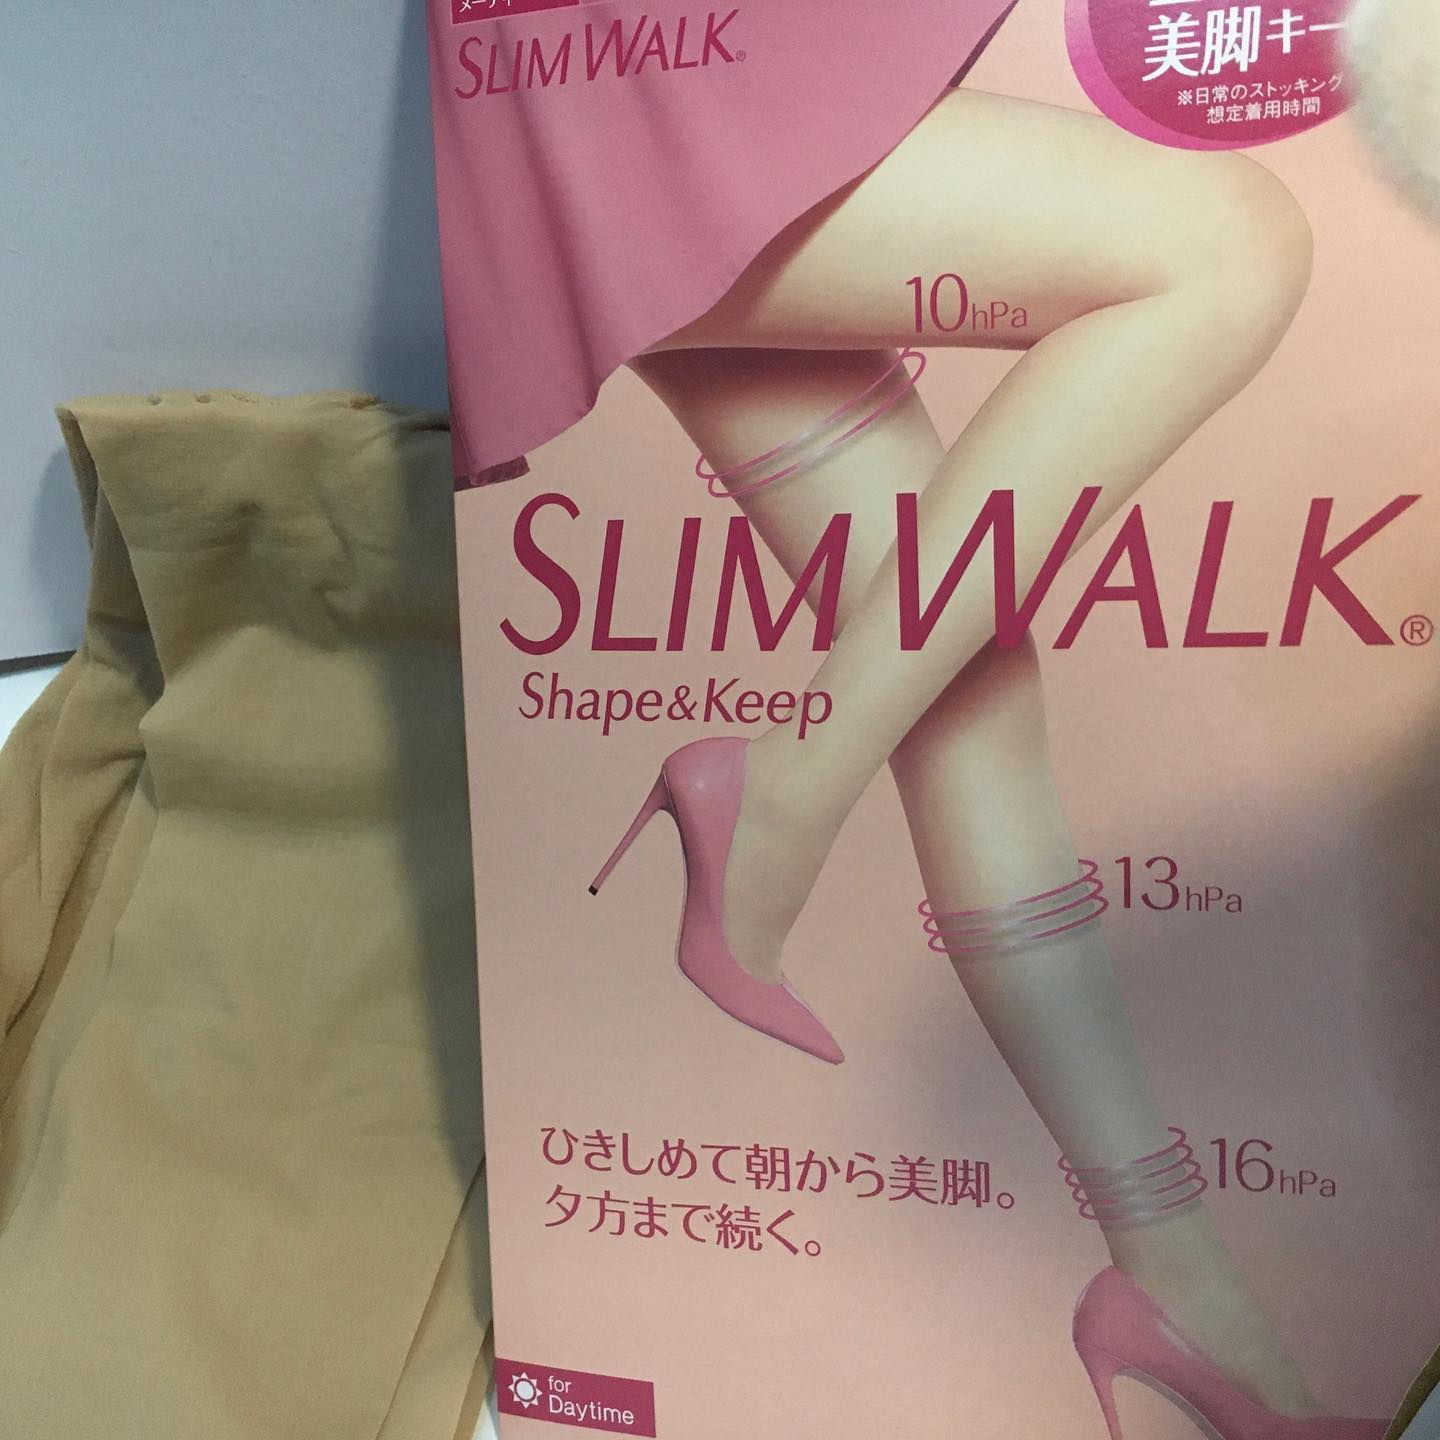 SLIM WALK®
美脚キー
※日常のストッキング
想定着用時間
10hPa
SLIM WALK®
Shape&Keep
13hPa
16hPa
ひきしめて朝から美脚。
夕方まで続く。
for
Daytime